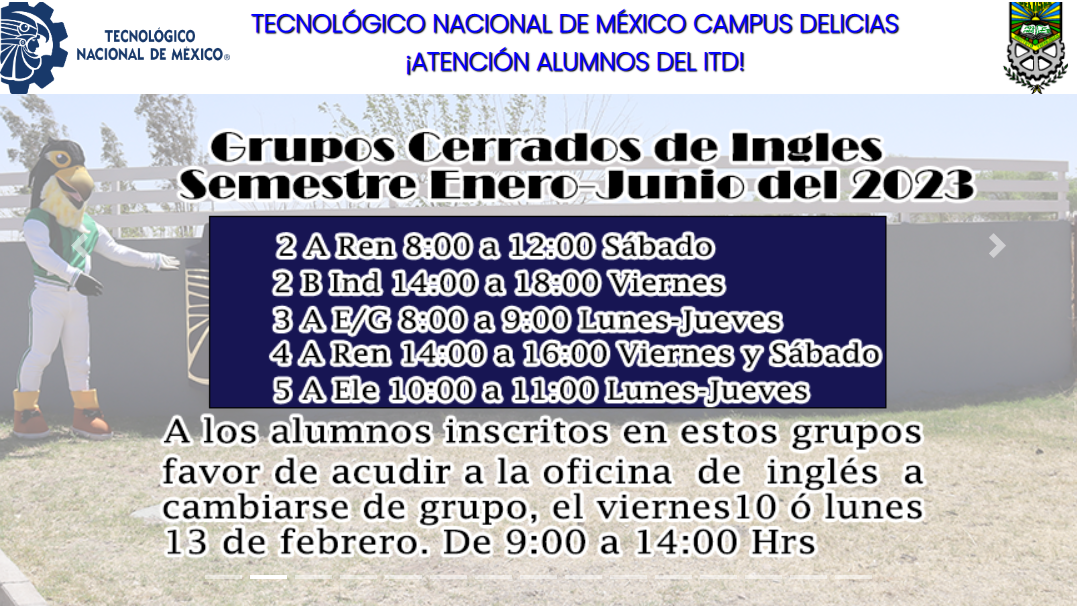 TECNOLÓGICO
NACIONAL DE MÉXICO®
TECNOLÓGICO NACIONAL DE MÉXICO CAMPUS DELICIAS
¡ATENCIÓN ALUMNOS DEL ITD!
Grupos Cerrados de Ingles
Semestre Enero-Junio del 2023
2 A Ren 8:00 a 12:00 Sábado
2 B Ind 14:00 a 18:00 Viernes
3 A E/G 8:00 a 9:00 Lunes-Jueves
4 A Ren 14:00 a 16:00 Viernes y Sábado
5 A Ele 10:00 a 11:00 Lunes-Jueves
A los alumnos inscritos en estos grupos
favor de acudir a la oficina de inglés a
cambiarse de grupo, el viernes10 ó lunes
13 de febrero. De 9:00 a 14:00 Hrs